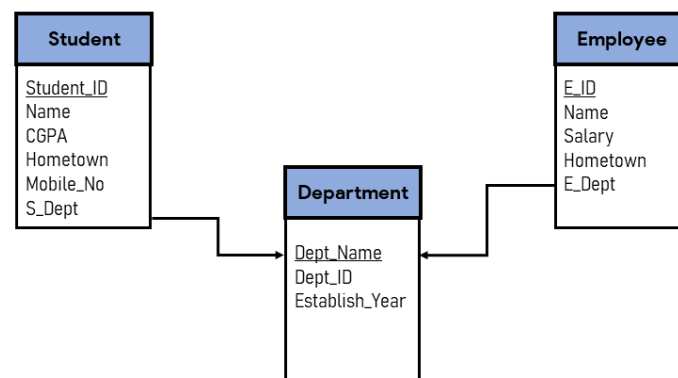 Student
Student_ID
Name
CGPA
Hometown
Mobile_No
S_Dept
Employee
E_ID
Name
Salary
Hometown
E_Dept
Department
Dept_Name
Dept_ID
Establish_Year